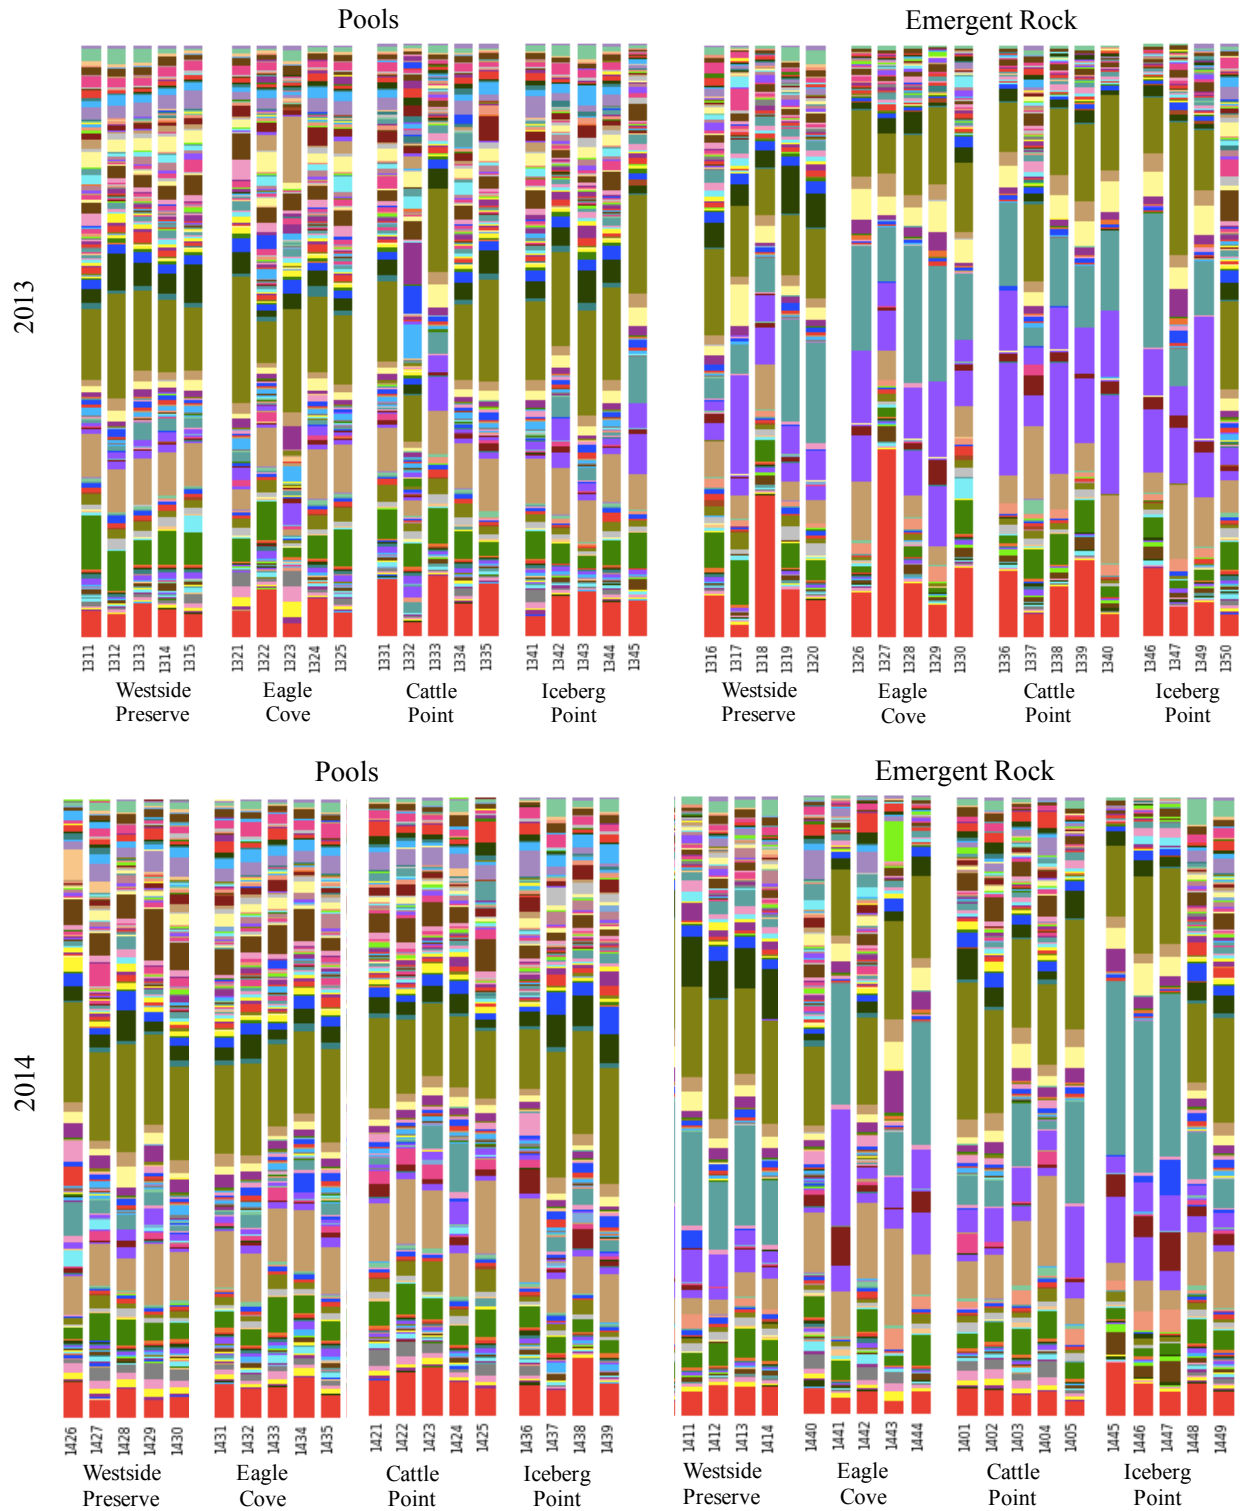 Pools
Emergent Rock
2013
1311 1312 1313 1314 1315 1321 1322 1323 1324 1325 1331 1332 1333 1334 1335 1341 1342 1343 1344 1345 1316 1317 1318 1319 1320 1326 1327 1328 1329 1330 1336 1337 1338 1339 1340 1346 1347 1349 1350
Westside Eagle Cattle Iceberg Westside Eagle Cattle Iceberg
Preserve Cove Point Point Preserve Cove Point Point
Pools
Emergent Rock
2014
1426 1427 1428 1429 1430 1431 1432 1433 1434 1435 1421 1422 1423 1424 1425 1436 1437 1438 1439 1411 1412 1413 1414 1440 1441 1442 1443 1444 1401 1402 1403 1404 1405 1445 1446 1447 1448 1449
Westside Eagle Cattle Iceberg Westside Eagle Cattle Iceberg
Preserve Cove Point Point Preserve Cove Point Point